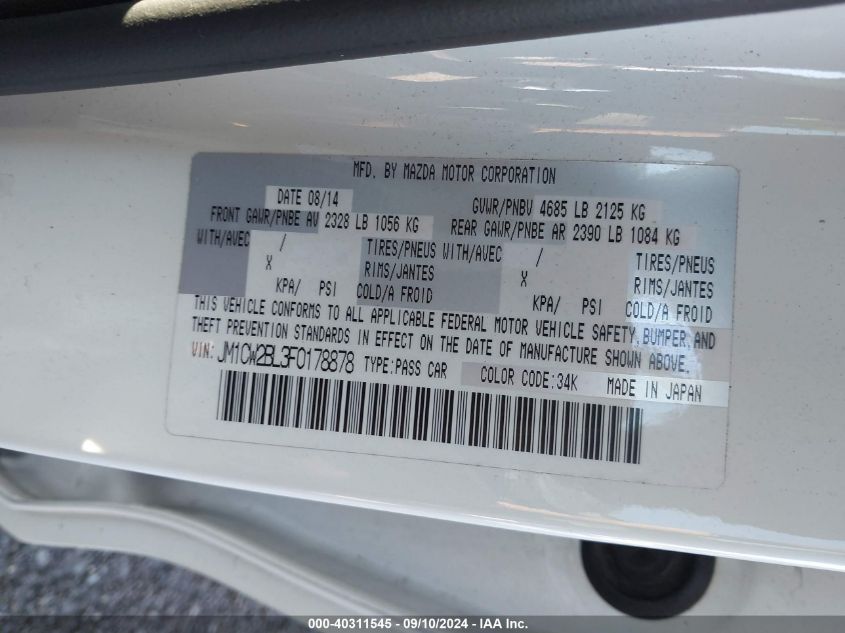 MFD. BY MAZDA MOTOR CORPORATION
DATE 08/14 GVWR/PNBV 4685 LB 2125 KG
FRONT GAWR/PNBE AV 2328 LB 1056 KG REAR GAWR/PNBE AR 2390 LB 1084 KG
WITH/AVEC / TIRES/PNEUS WITH/AVEC / TIRES/PNEUS
X RIMS/JANTES X RIMS/JANTES
KPA/ PSI COLD/A FROID KPA/ PSI COLD/A FROID
THIS VEHICLE CONFORMS TO ALL APPLICABLE FEDERAL MOTOR VEHICLE SAFETY, BUMPER, AND
THEFT PREVENTION STANDARDS IN EFFECT ON THE DATE OF MANUFACTURE SHOWN ABOVE.
VIN: JM1CW2BL3F0178878 TYPE:PASS CAR COLOR CODE:34K MADE IN JAPAN
000-40311545 - 09/10/2024 - IAA Inc.